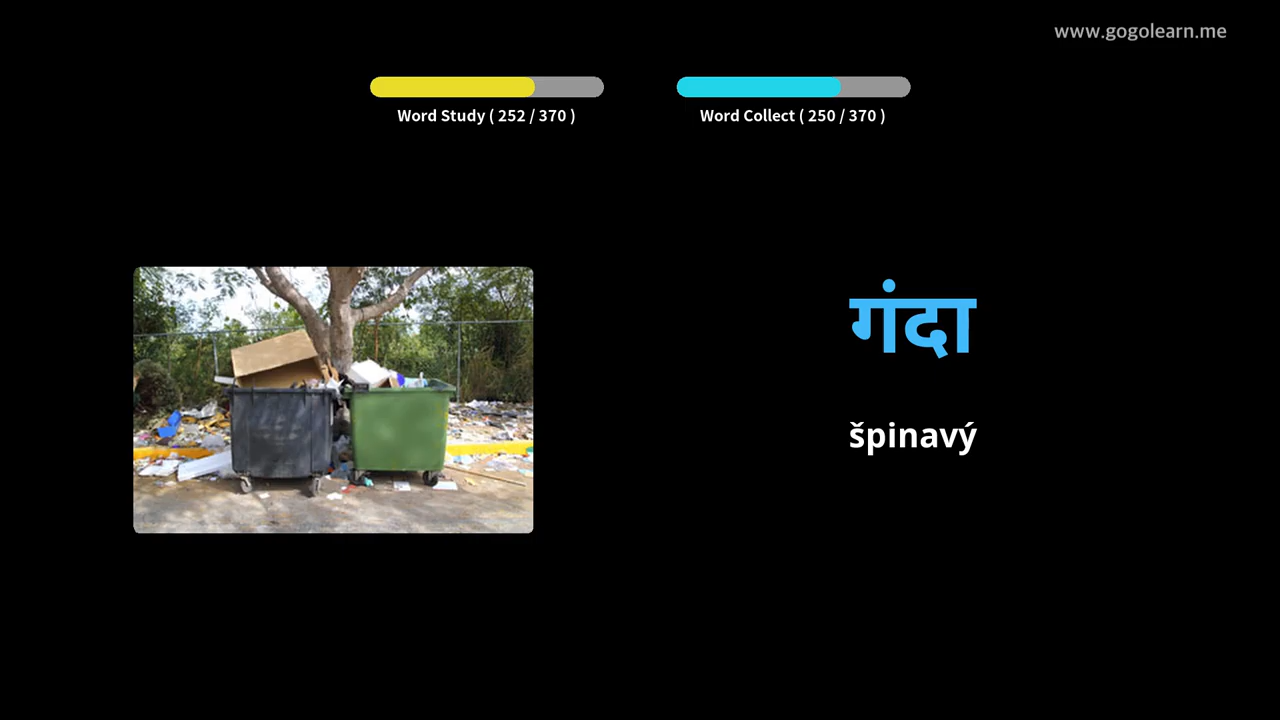 www.gogolearn.me
Word Study ( 252 / 370 )
Word Collect ( 250 / 370 )
गंदा
špinavý